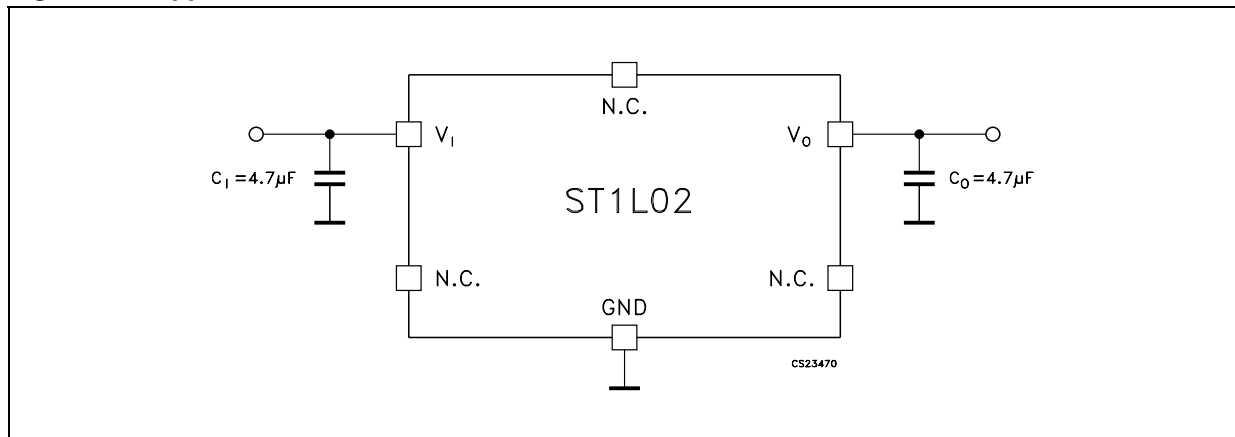 N.C.
V_I
V_O
C_I=4.7µF
C_O=4.7µF
ST1L02
N.C.
N.C.
GND
CS23470